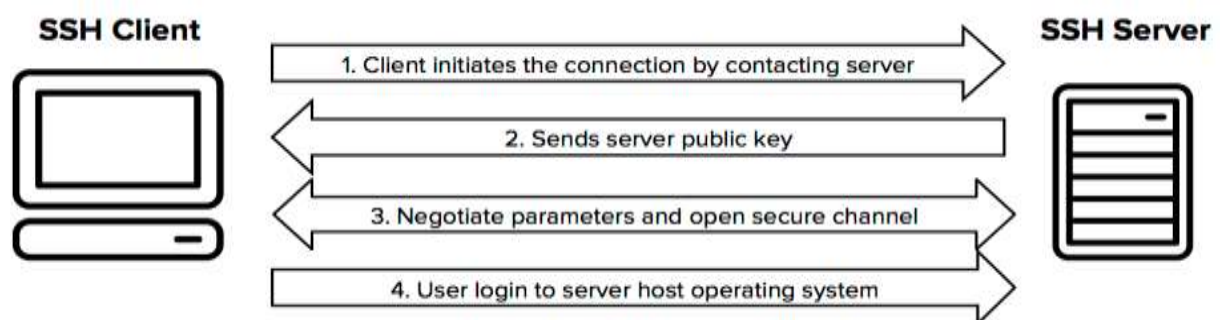 SSH Client
SSH Server
1. Client initiates the connection by contacting server
2. Sends server public key
3. Negotiate parameters and open secure channel
4. User login to server host operating system